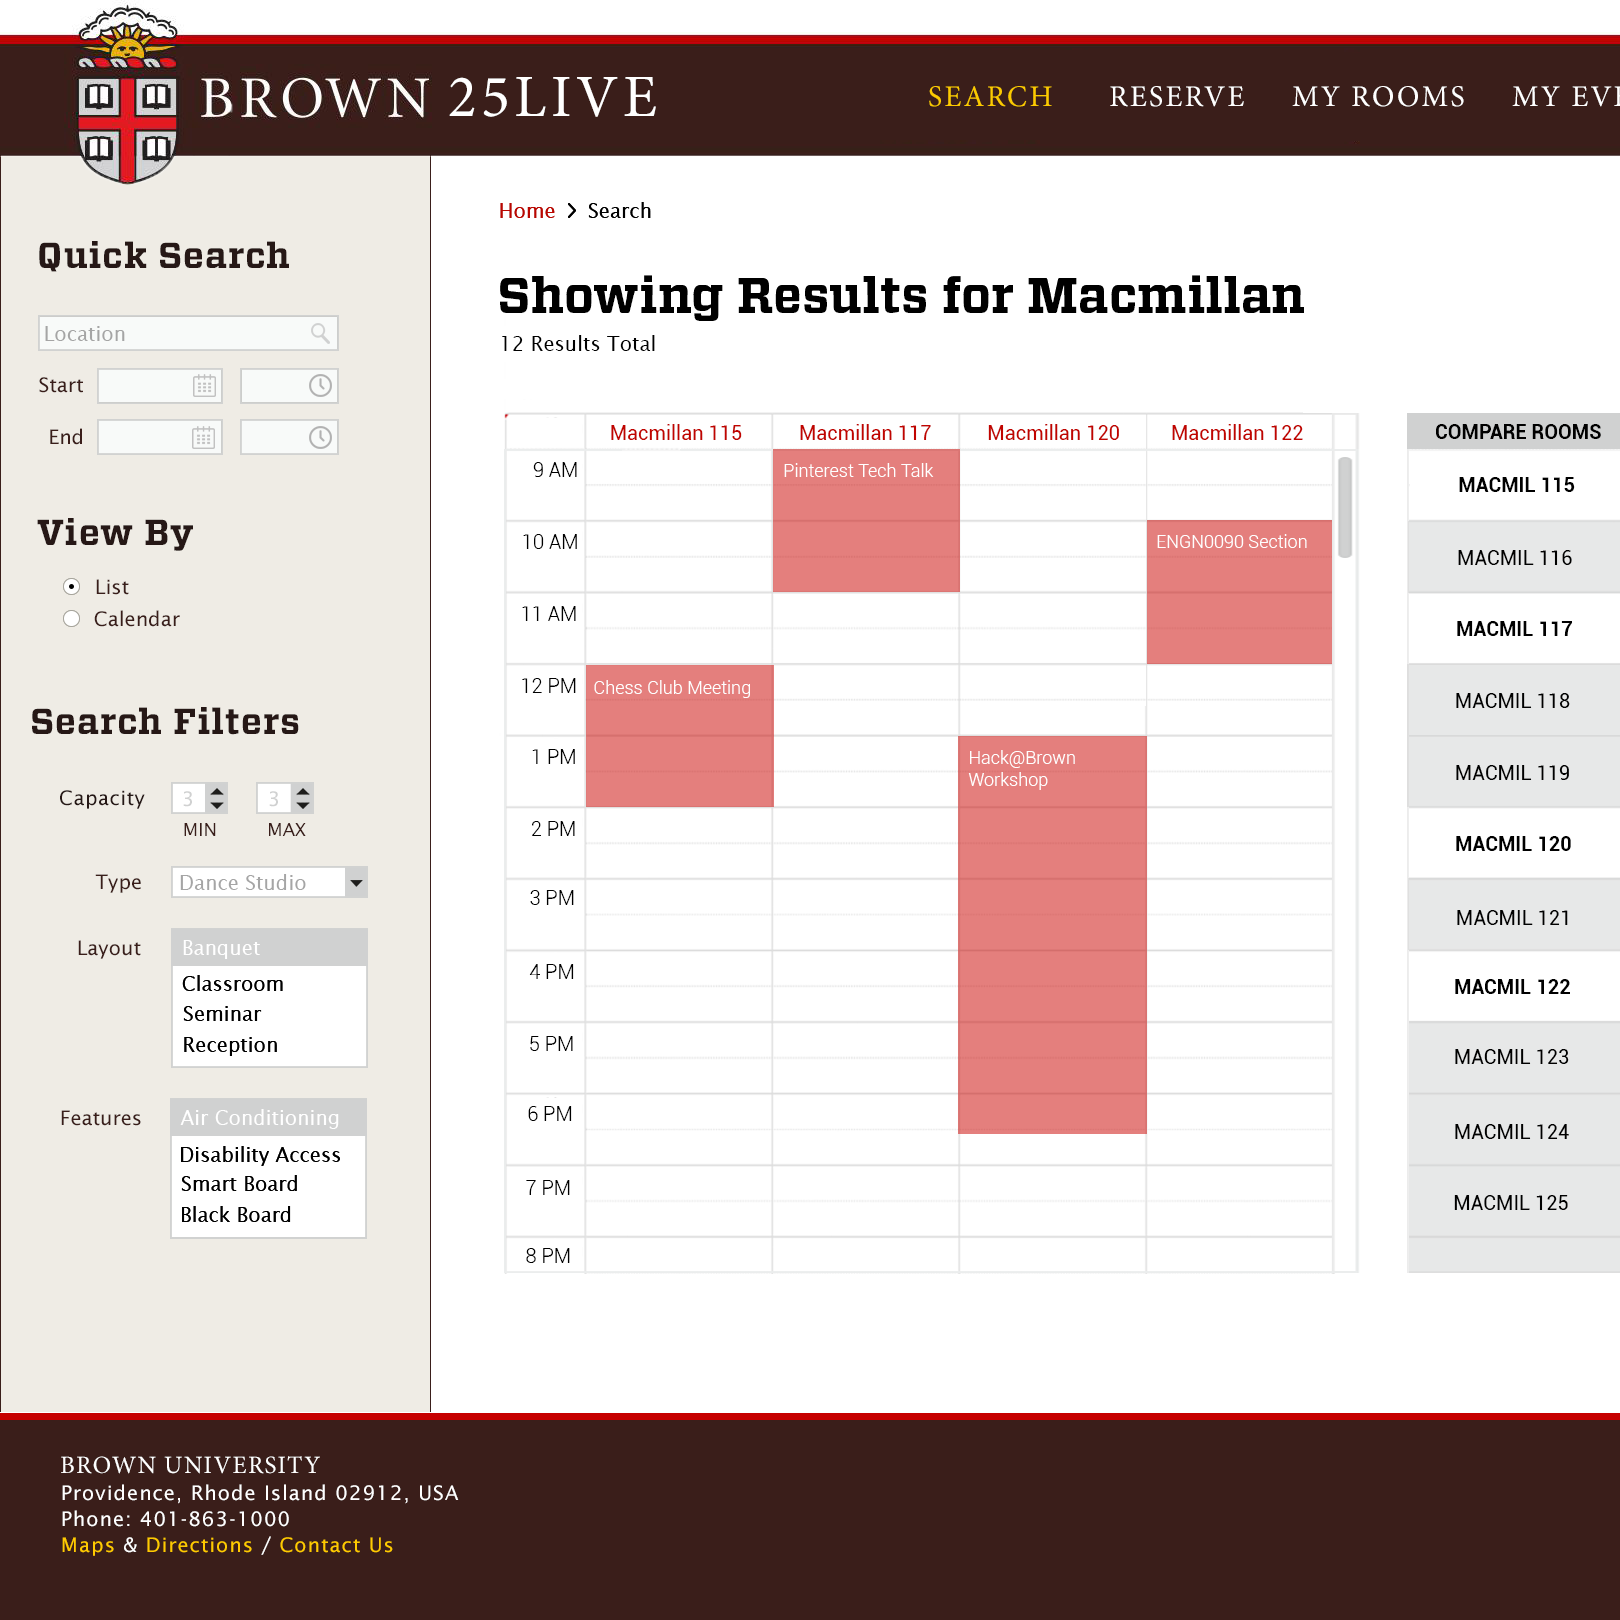 BROWN 25LIVE
SEARCH RESERVE MY ROOMS MY EVE
Home > Search
Quick Search
Location
Start
End
View By
List
Calendar
Search Filters
Capacity 3 3
MIN MAX
Type Dance Studio
Layout Banquet
Classroom
Seminar
Reception
Features Air Conditioning
Disability Access
Smart Board
Black Board
Showing Results for Macmillan
12 Results Total
Macmillan 115 Macmillan 117 Macmillan 120 Macmillan 122
9 AM Pinterest Tech Talk
10 AM ENGN0090 Section
11 AM
12 PM Chess Club Meeting
1 PM Hack@Brown
Workshop
2 PM
3 PM
4 PM
5 PM
6 PM
7 PM
8 PM
COMPARE ROOMS
MACMIL 115
MACMIL 116
MACMIL 117
MACMIL 118
MACMIL 119
MACMIL 120
MACMIL 121
MACMIL 122
MACMIL 123
MACMIL 124
MACMIL 125
BROWN UNIVERSITY
Providence, Rhode Island 02912, USA
Phone: 401-863-1000
Maps & Directions / Contact Us